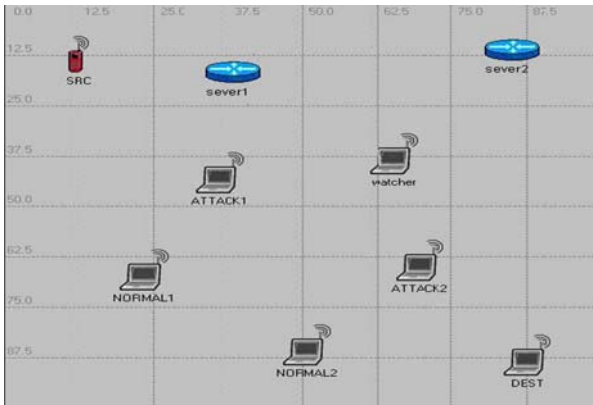 0.0 12.5 25.0 37.5 50.0 62.5 75.0 87.5
12.5
SRC
sever1
sever2
25.0
37.5
watcher
ATTACK1
50.0
62.5
ATTACK2
NORMAL1
75.0
87.5
NORMAL2
DEST